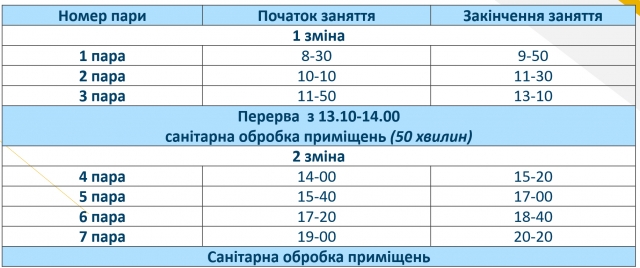 Номер пари Початок заняття Закінчення заняття
1 зміна
1 пара 8-30 9-50
2 пара 10-10 11-30
3 пара 11-50 13-10
Перерва з 13.10-14.00
санітарна обробка приміщень (50 хвилин)
2 зміна
4 пара 14-00 15-20
5 пара 15-40 17-00
6 пара 17-20 18-40
7 пара 19-00 20-20
Санітарна обробка приміщень